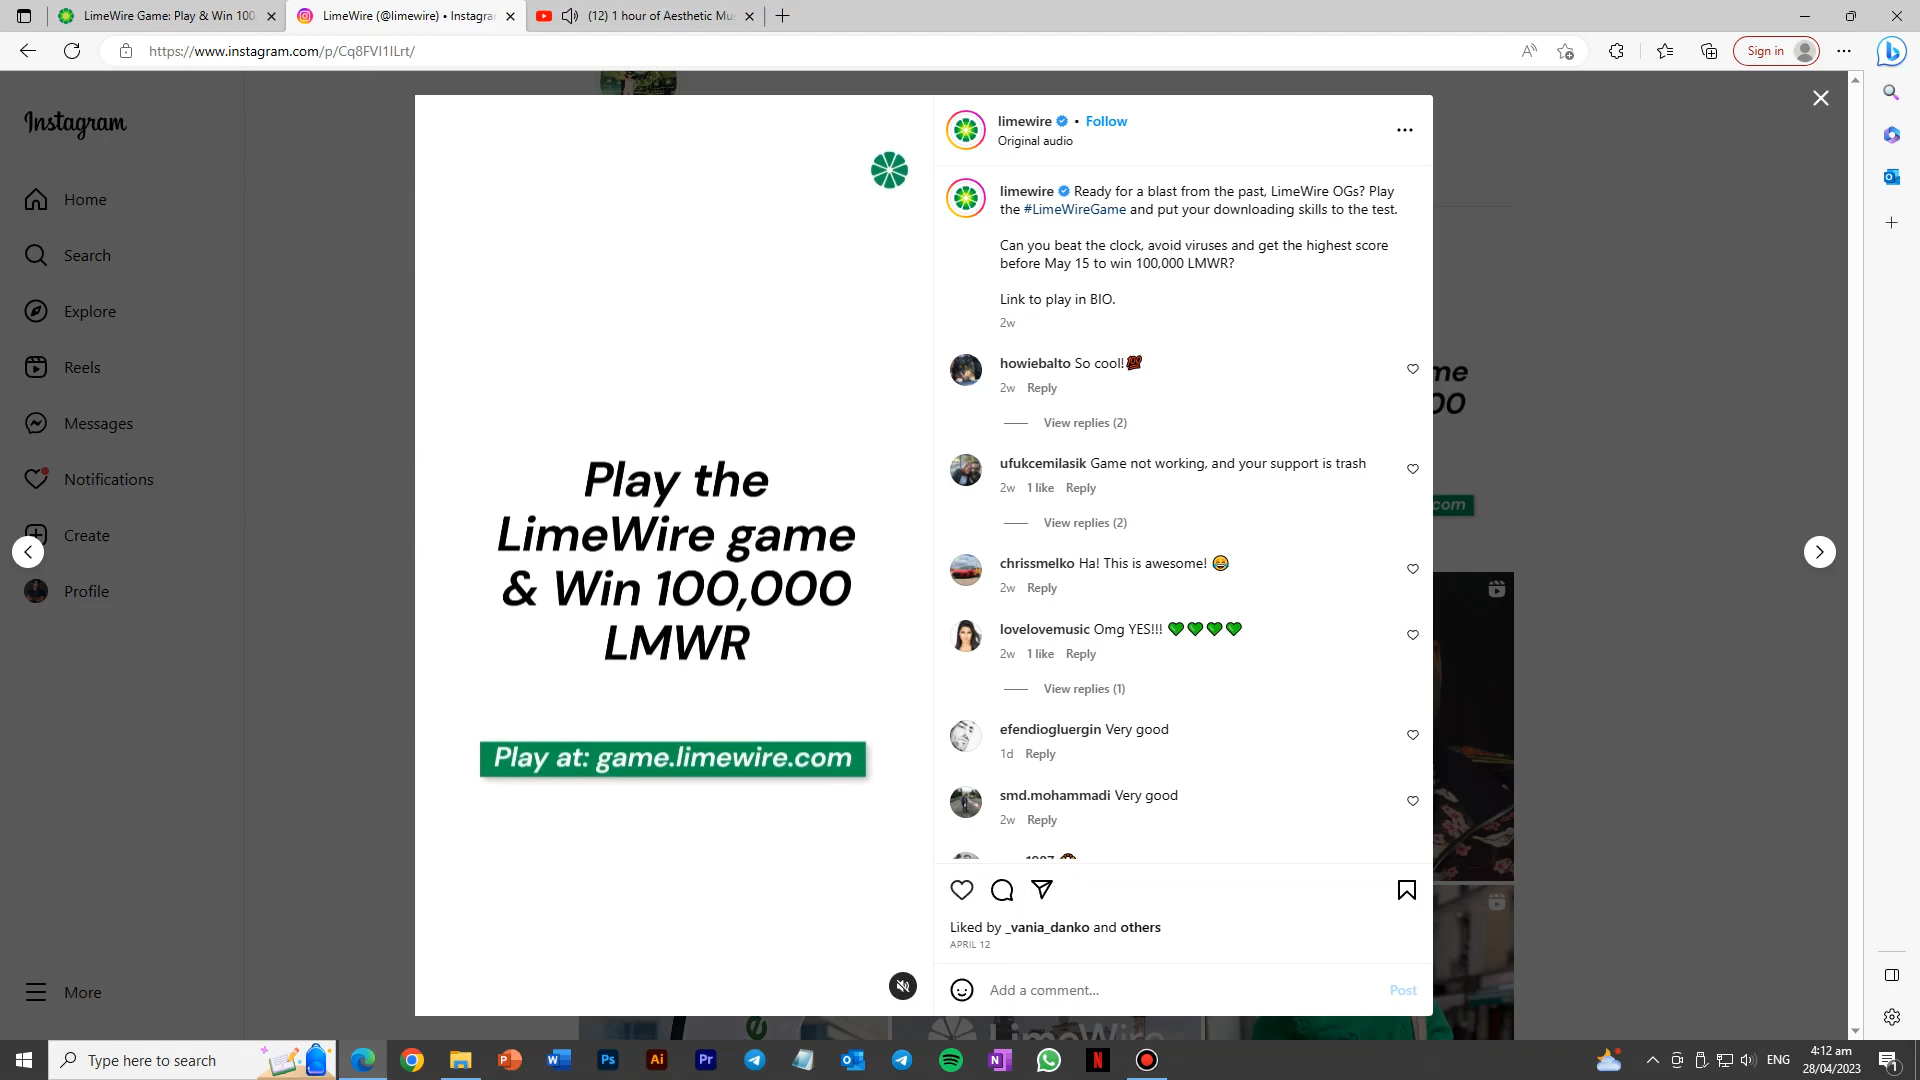 LimeWire Game: Play & Win 100
LimeWire (@limewire) • Instagra
(12) 1 hour of Aesthetic Mu
https://www.instagram.com/p/Cq8FVI1ILrt/
Sign in
Instagram
Home
Search
Explore
Reels
Messages
Notifications
Create
Profile
More
Play the
LimeWire game
& Win 100,000
LMWR
Play at: game.limewire.com
limewire • Follow
Original audio
limewire Ready for a blast from the past, LimeWire OGs? Play
the #LimeWireGame and put your downloading skills to the test.
Can you beat the clock, avoid viruses and get the highest score
before May 15 to win 100,000 LMWR?
Link to play in BIO.
2w
howiebalto So cool!💯
2w Reply
View replies (2)
ufukcemilasik Game not working, and your support is trash
2w 1 like Reply
View replies (2)
chrissmelko Ha! This is awesome! 😂
2w Reply
lovelovemusic Omg YES!!! 💚💚💚💚
2w 1 like Reply
View replies (1)
efendiogluergin Very good
1d Reply
smd.mohammadi Very good
2w Reply
Liked by _vania_danko and others
APRIL 12
Add a comment...
Post
me
00
com
LimeWire
Type here to search
ENG
4:12 am
28/04/2023
1